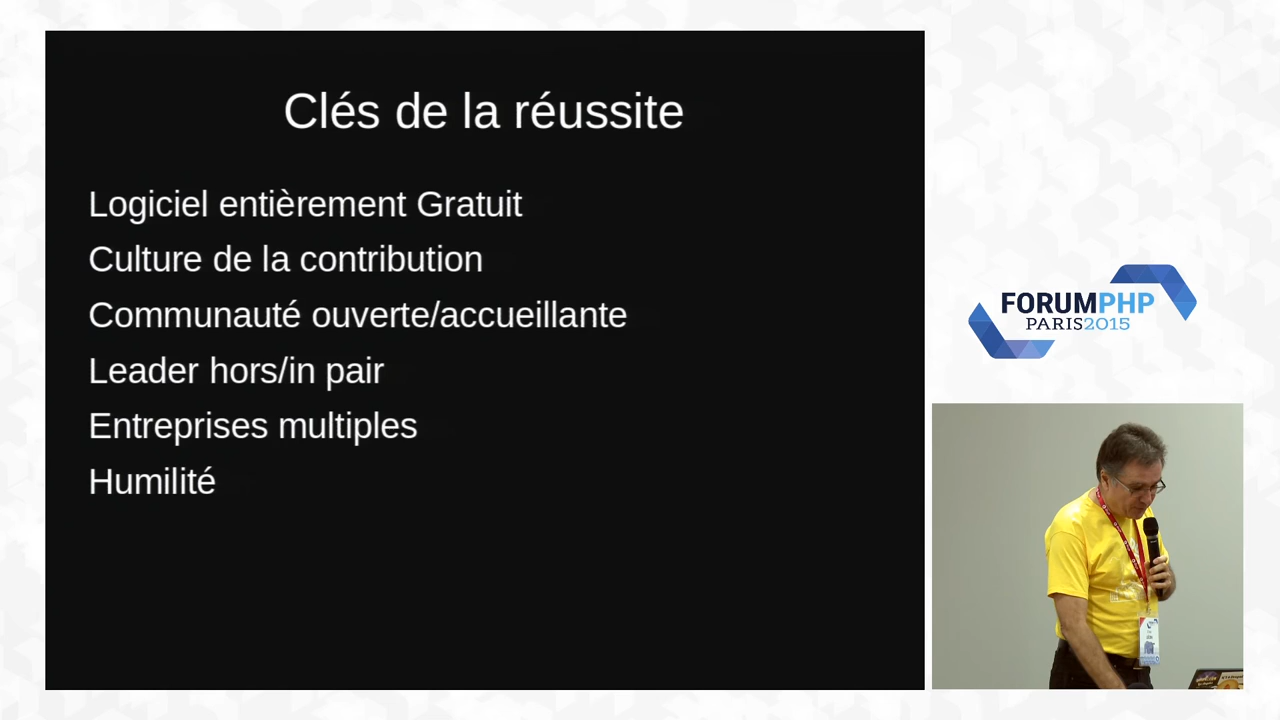 Clés de la réussite
Logiciel entièrement Gratuit
Culture de la contribution
Communauté ouverte/accueillante
Leader hors/in pair
Entreprises multiples
Humilité
FORUMPHP
PARIS2015